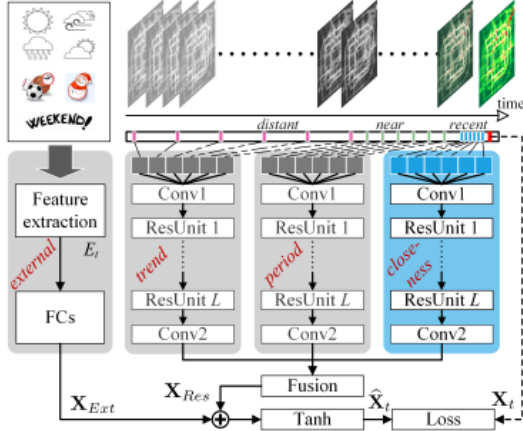 WEEKEND!
time
distant near recent
Feature
extraction
external
E_t
FCs
Conv1
ResUnit 1
trend
ResUnit L
Conv2
Conv1
ResUnit 1
period
ResUnit L
Conv2
Conv1
ResUnit 1
close-
ness
ResUnit L
Conv2
Fusion
X_Res
X_Ext
Tanh
X̂_t
Loss
X_t